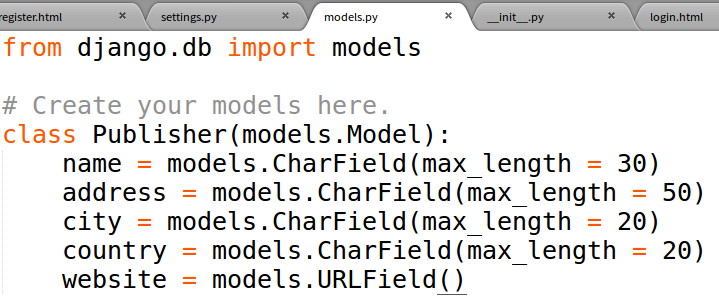 register.html × settings.py × models.py × __init__.py × login.html
from django.db import models
# Create your models here.
class Publisher(models.Model):
    name = models.CharField(max_length = 30)
    address = models.CharField(max_length = 50)
    city = models.CharField(max_length = 20)
    country = models.CharField(max_length = 20)
    website = models.URLField()